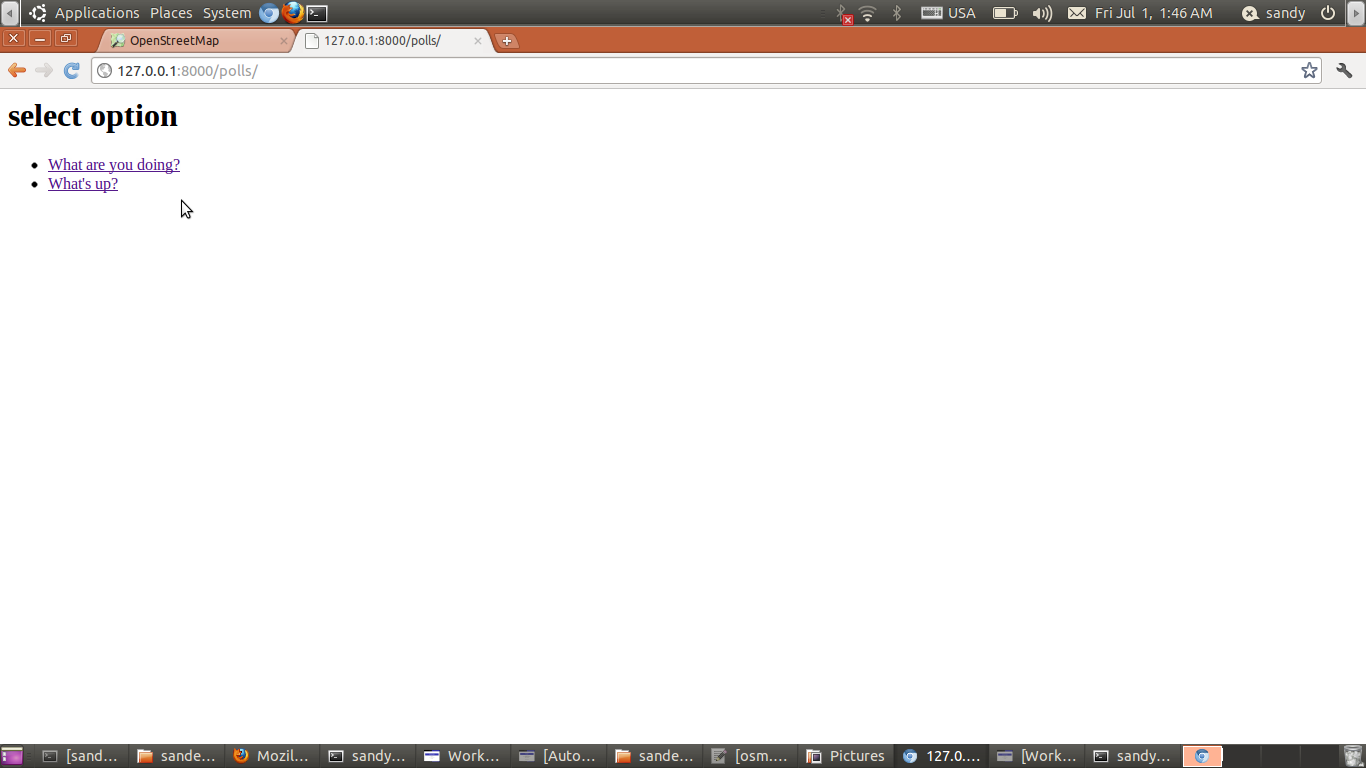 Applications Places System USA Fri Jul 1, 1:46 AM sandy
OpenStreetMap 127.0.0.1:8000/polls/
127.0.0.1:8000/polls/
select option
What are you doing?
What's up?
[sand... sande... Mozil... sandy... Work... [Auto... sande... [osm.... Pictures 127.0.... [Work... sandy...